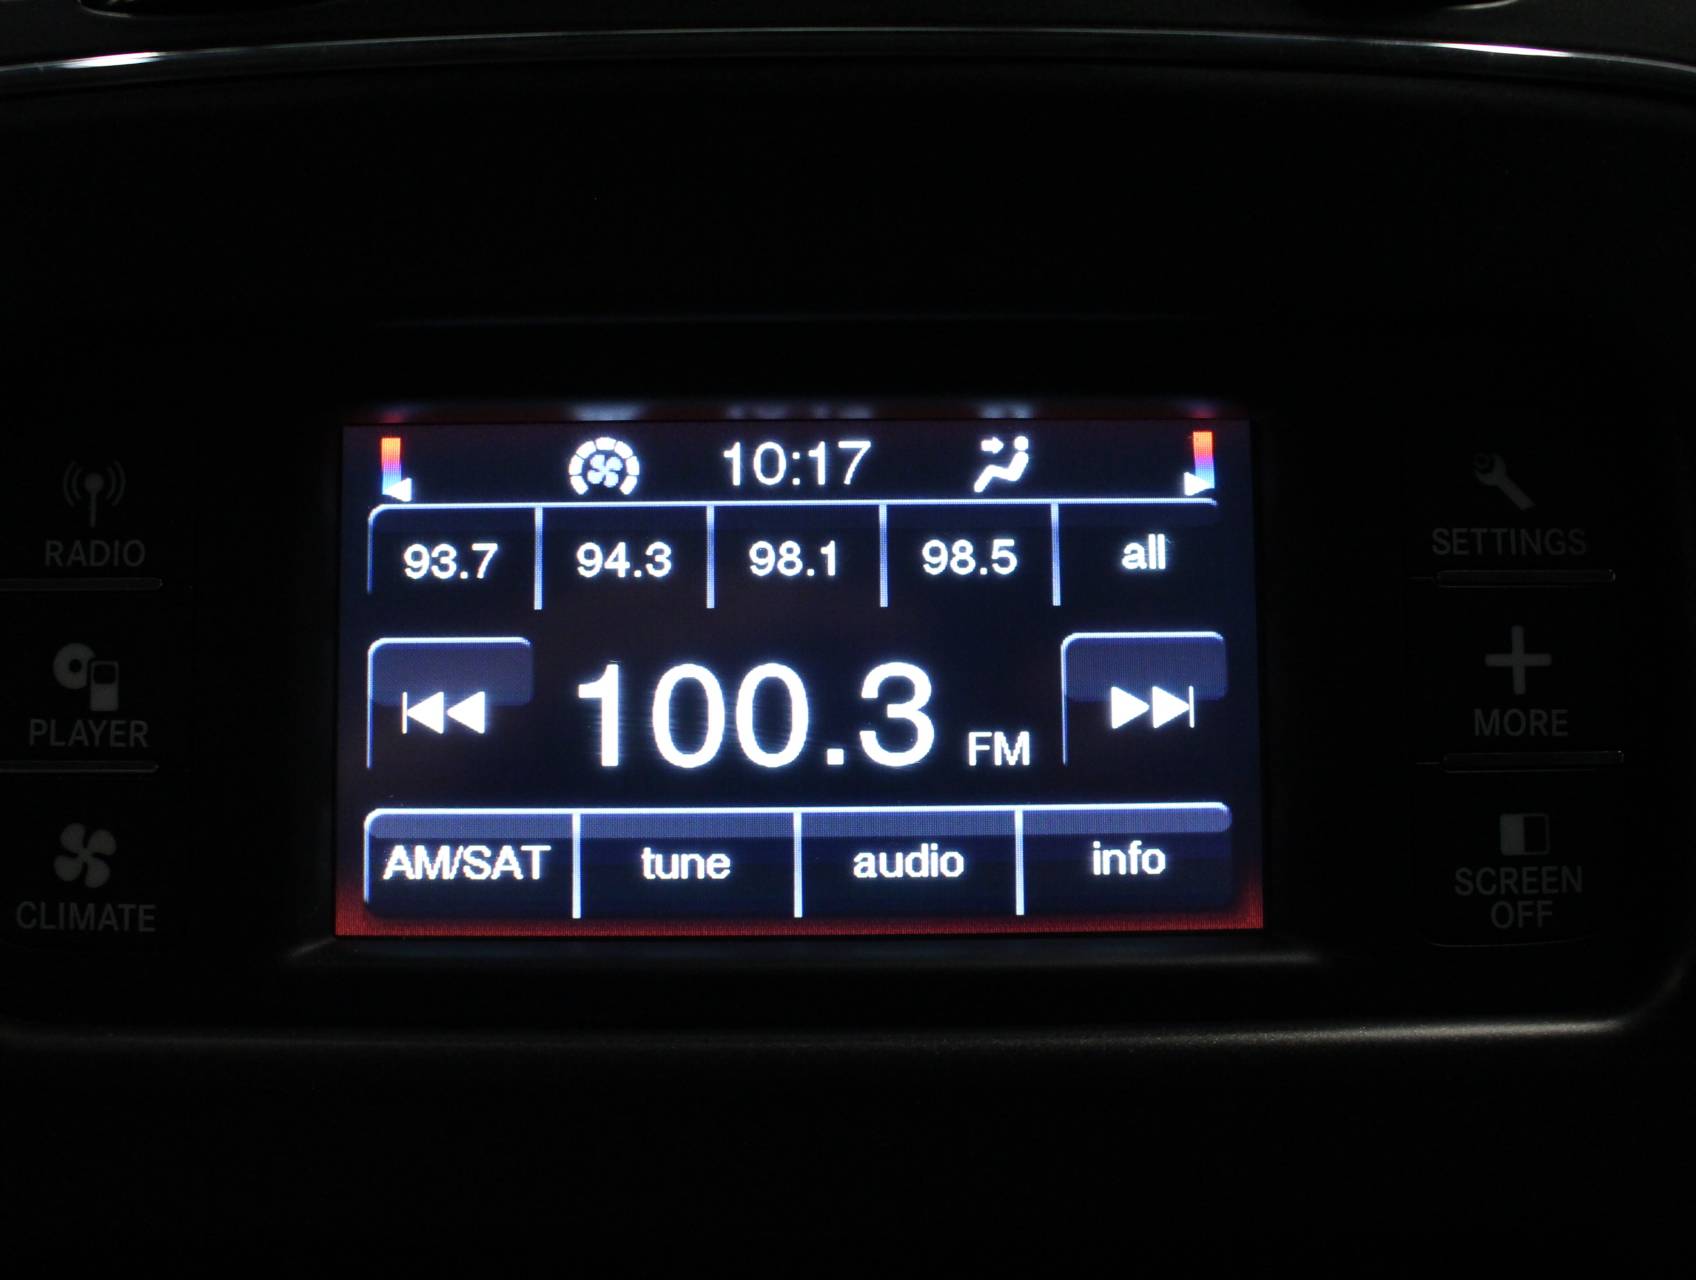 10:17
93.7 94.3 98.1 98.5 all
100.3 FM
AM/SAT tune audio info
RADIO
PLAYER
CLIMATE
SETTINGS
MORE
SCREEN
OFF